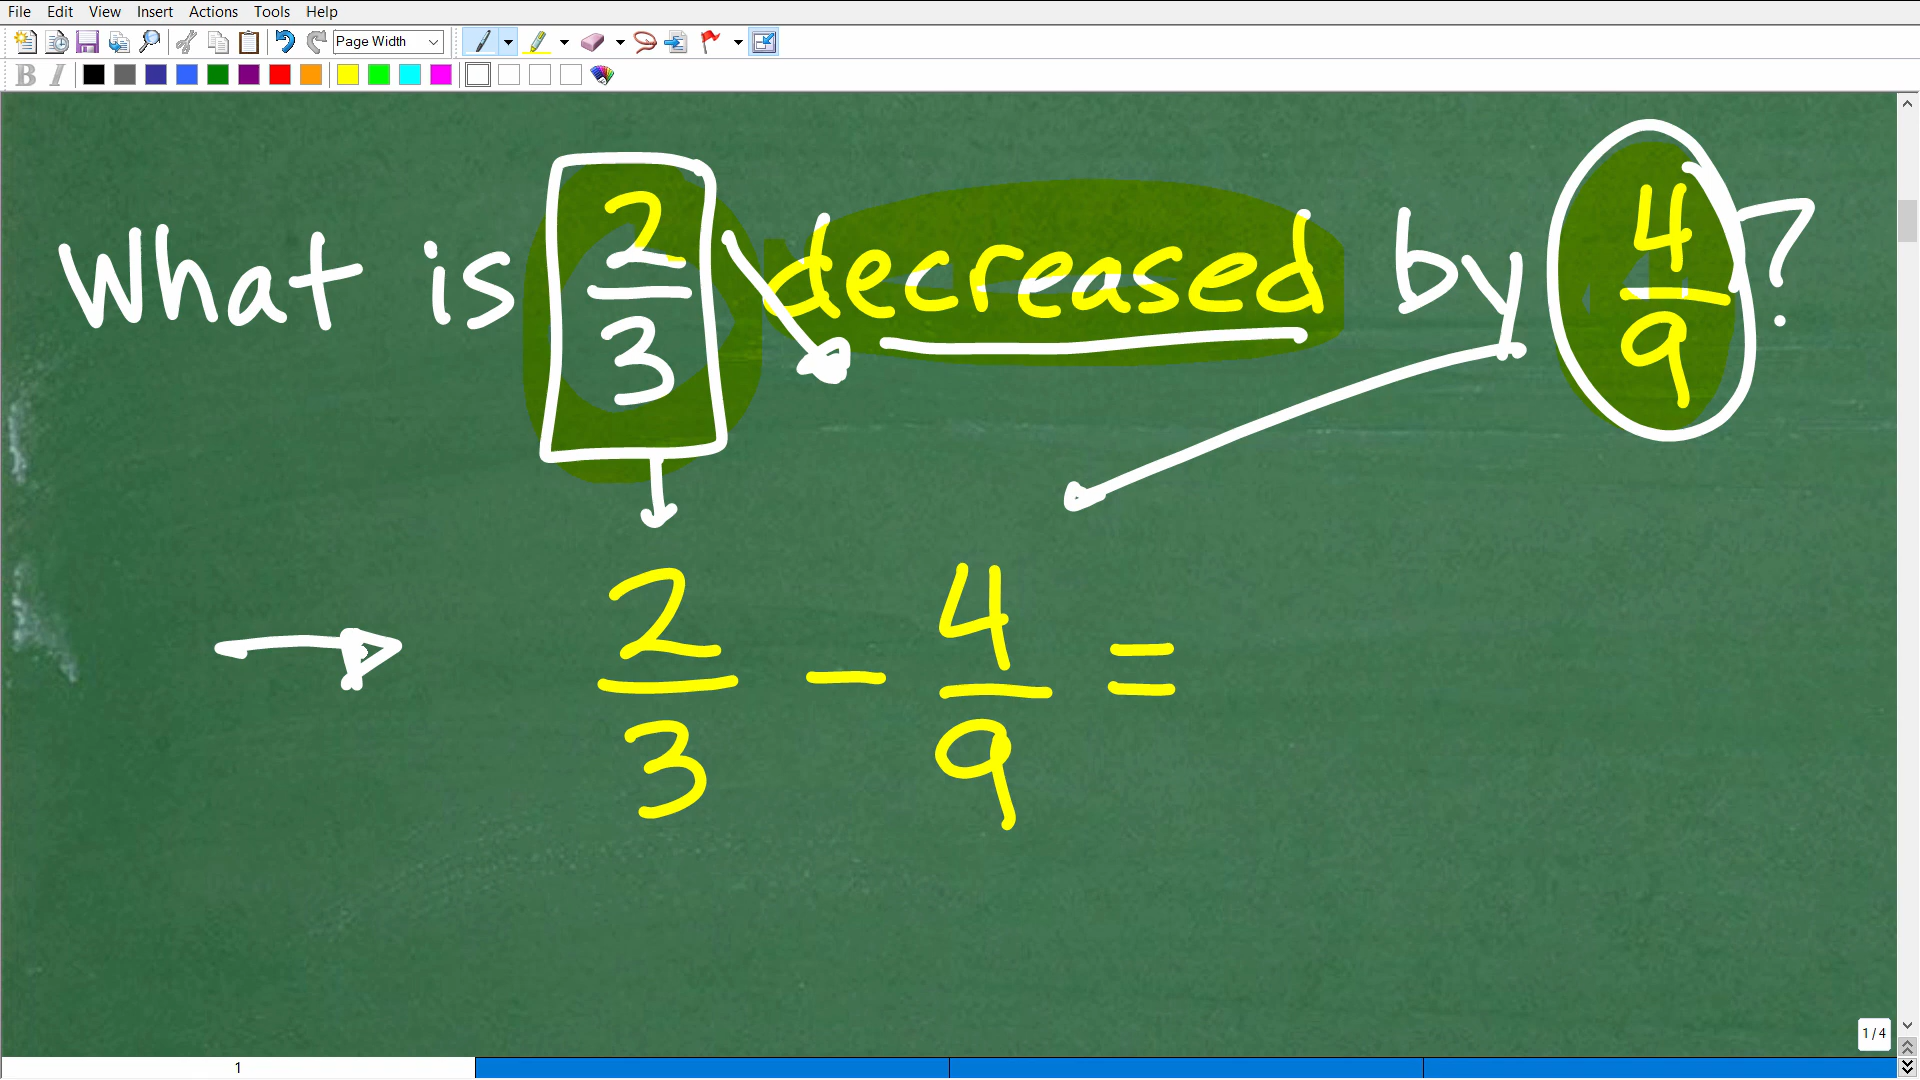 File Edit View Insert Actions Tools Help
Page Width
B I
What is 2/3 decreased by 4/9?
2/3 - 4/9 =
1 / 4
1